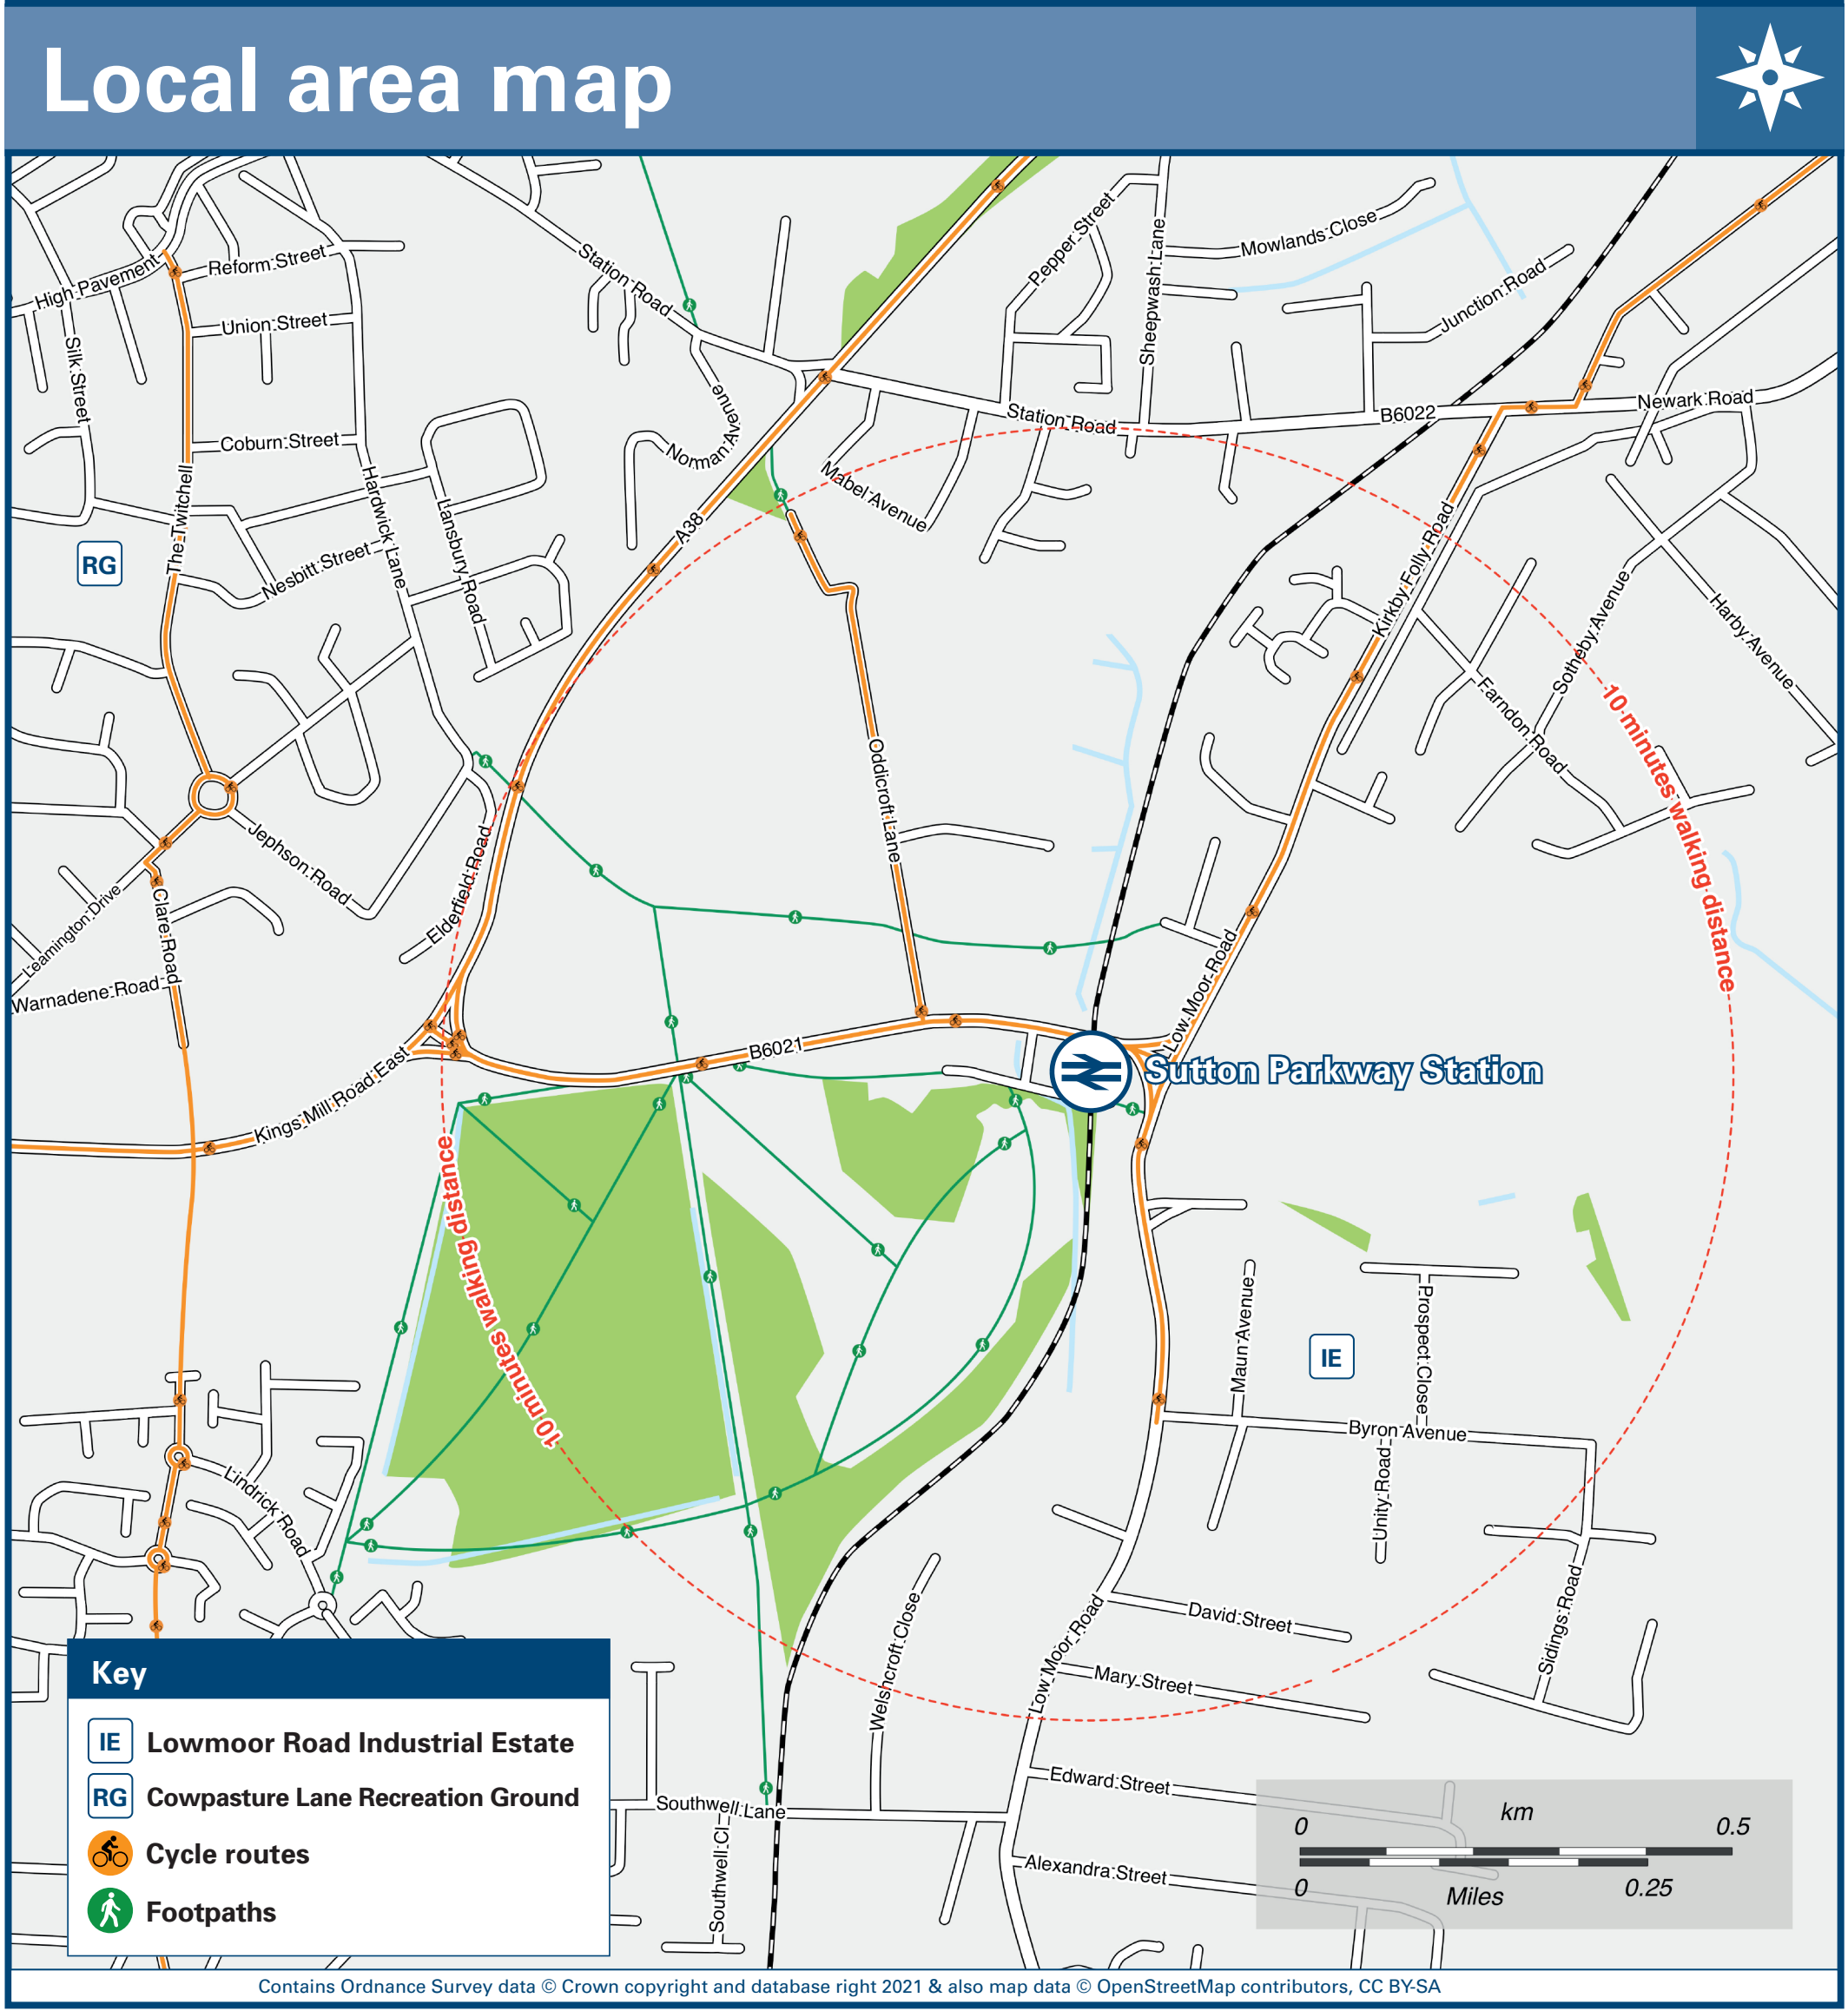 Local area map
Station Road
Pepper Street
Sheepwash Lane
Mowlands Close
Junction Road
High Pavement
Reform Street
Union Street
Silk Street
Coburn Street
The Twitchell
Hardwick Lane
Lansbury Road
Nesbitt Street
RG
Norman Avenue
A38
Mabel Avenue
Station Road
B6022
Newark Road
Kirkby Folly Road
Sotheby Avenue
Harby Avenue
Farndon Road
10 minutes walking distance
Oddicroft Lane
Jephson Road
Elderfield Road
Leamington Drive
Clare Road
Warnadene Road
Kings Mill Road East
B6021
Low Moor Road
Sutton Parkway Station
10 minutes walking distance
Maun Avenue
IE
Prospect Close
Byron Avenue
Unity Road
Lindrick Road
Sidings Road
David Street
Mary Street
Low Moor Road
Welshcroft Close
Edward Street
Southwell Lane
Southwell Cl
Alexandra Street
Key
IE Lowmoor Road Industrial Estate
RG Cowpasture Lane Recreation Ground
Cycle routes
Footpaths
km
0 0.5
0 0.25
Miles
Contains Ordnance Survey data © Crown copyright and database right 2021 & also map data © OpenStreetMap contributors, CC BY-SA